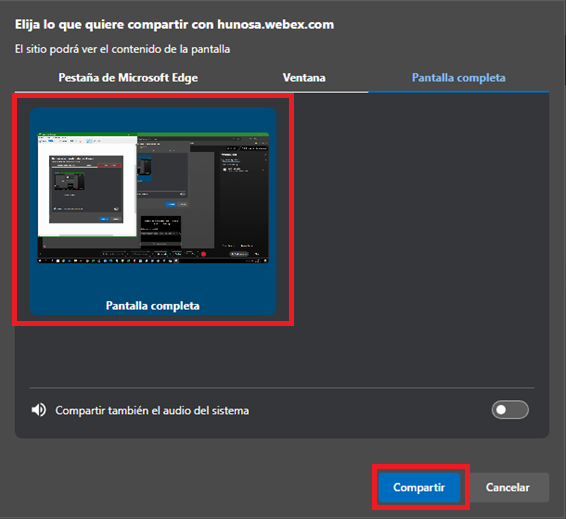 Elija lo que quiere compartir con hunosa.webex.com
El sitio podrá ver el contenido de la pantalla
Pestaña de Microsoft Edge
Ventana
Pantalla completa
Pantalla completa
Compartir también el audio del sistema
Compartir
Cancelar